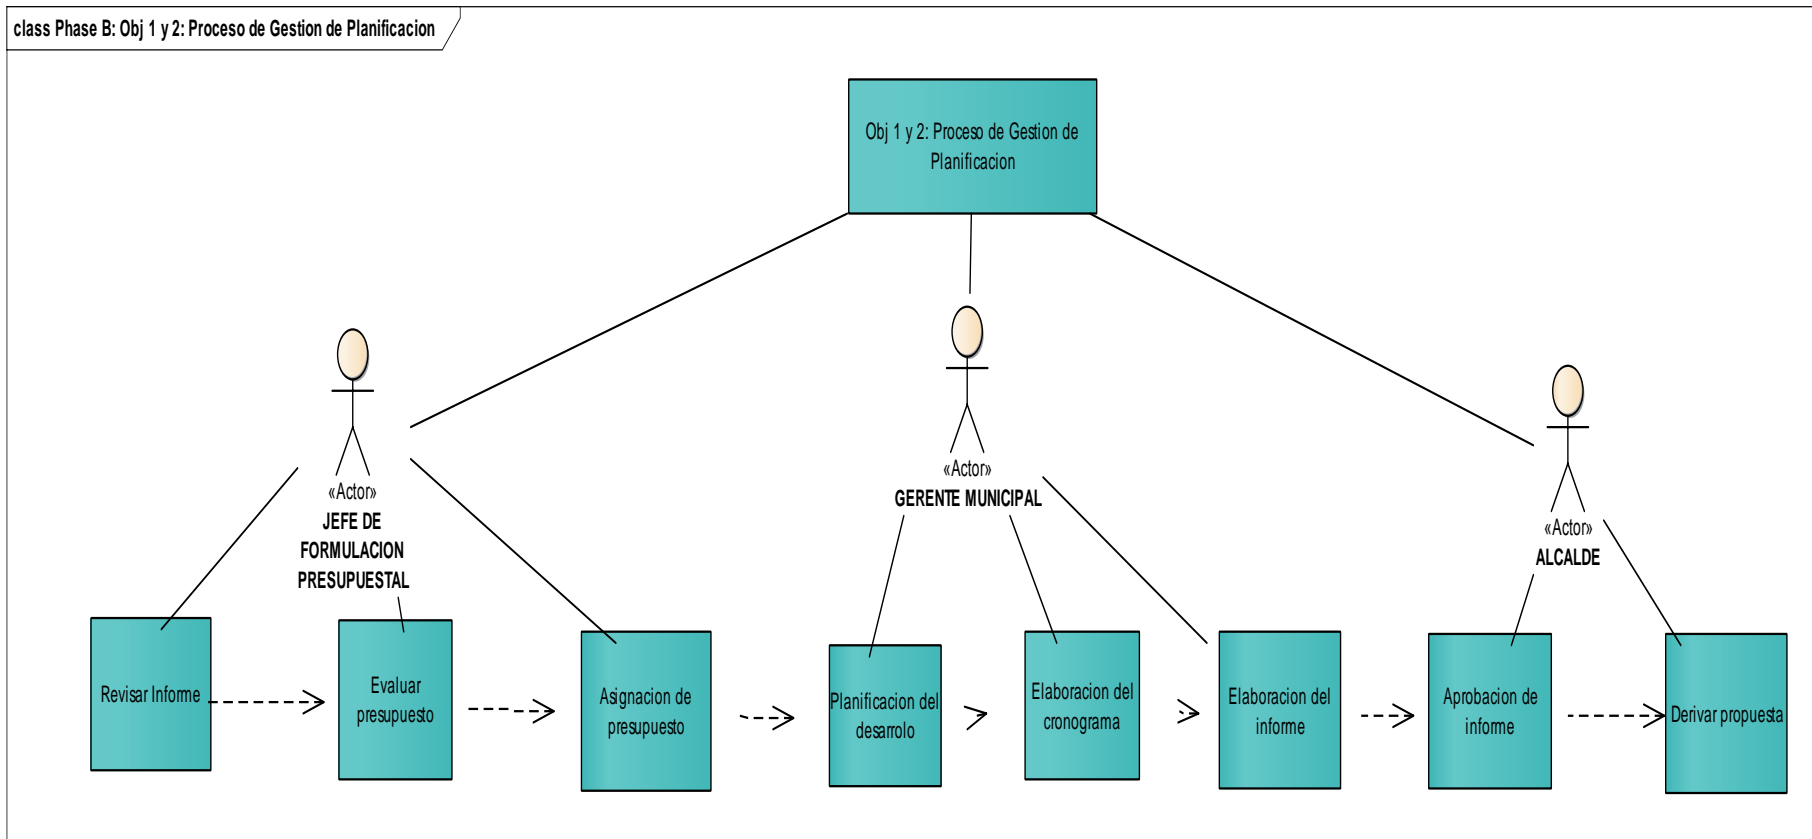 class Phase B: Obj 1 y 2: Proceso de Gestion de Planificacion
Obj 1 y 2: Proceso de Gestion de
Planificacion
«Actor»
JEFE DE
FORMULACION
PRESUPUESTAL
«Actor»
GERENTE MUNICIPAL
«Actor»
ALCALDE
Revisar Informe
Evaluar
presupuesto
Asignacion de
presupuesto
Planificacion del
desarrolo
Elaboracion del
cronograma
Elaboracion del
informe
Aprobacion de
informe
Derivar propuesta